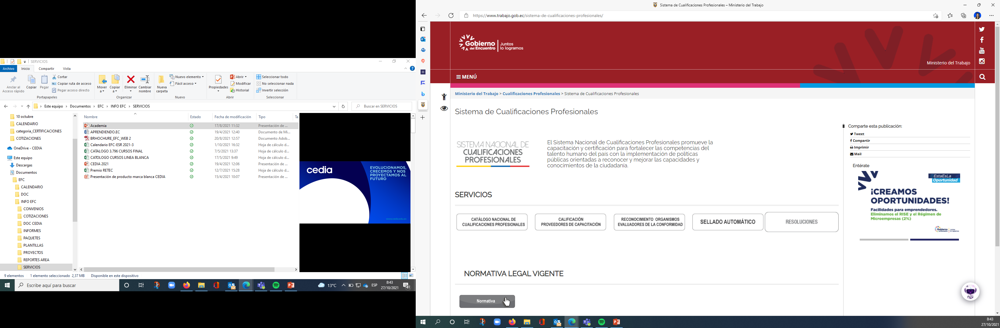 SERVICIOS
Archivo Inicio Compartir Vista
Anclar al Acceso rápido
Copiar
Pegar
Cortar
Copiar ruta de acceso
Pegar acceso directo
Portapapeles
Mover a
Copiar a
Eliminar
Cambiar nombre
Organizar
Nueva carpeta
Nuevo elemento
Fácil acceso
Nuevo
Propiedades
Abrir
Modificar
Historial
Abrir
Seleccionar todo
No seleccionar nada
Invertir selección
Seleccionar
Este equipo > Documentos > EFC > INFO EFC > SERVICIOS
Buscar en SERVICIOS
10 octubre
CALENDARIO
categoria_CERTIFICACIONES
COTIZACIONES
OneDrive - CEDIA
Este equipo
Descargas
Documentos
EFC
CALENDARIO
DOC
INFO EFC
CONVENIOS
COTIZACIONES
DOC CEDIA
INFORMES
PAQUETES
PLANTILLAS
PROYECTOS
REPORTES AREA
SERVICIOS
Nombre Estado Fecha de modificación Tipo Ta
Academia 17/8/2021 11:32 Presentación de ...
APRENDIENDO.EC 19/4/2021 12:40 Documento de Mi...
BRHOCHURE_EFC_WEB 2 20/8/2021 12:57 Documento Adob...
Calendario EFC-ESR 2021-3 1/10/2021 16:32 Hoja de cálculo d...
CATALOGO 3.796 CURSOS FINAL 7/5/2021 13:37 Hoja de cálculo d...
CATOLOGO CURSOS LINEA BLANCA 17/5/2021 9:49 Hoja de cálculo d...
CEDIA 2021 19/4/2021 12:06 Presentación de ...
Premio RETEC 12/7/2021 15:28 Hoja de cálculo d...
Presentación de producto marca blanca CEDIA 15/4/2021 10:07 Presentación de ...
cedia
EVOLUCIONAMOS,
CRECEMOS Y NOS
PROYECTAMOS AL
FUTURO
www.cedia.edu.ec
9 elementos 1 elemento seleccionado 2,37 MB Disponible en este dispositivo
Escribe aquí para buscar
13°C
ESP
8:43
27/10/2021
41
Sistema de Cualificaciones Profesionales – Ministerio del Trabajo
https://www.trabajo.gob.ec/sistema-de-cualificaciones-profesionales/
Gobierno
del Encuentro
Juntos
lo logramos
Ministerio del Trabajo
You Tube
MENÚ
Ministerio del Trabajo > Cualificaciones Profesionales > Sistema de Cualificaciones Profesionales
Sistema de Cualificaciones Profesionales
SISTEMA NACIONAL DE
CUALIFICACIONES
PROFESIONALES
El Sistema Nacional de Cualificaciones Profesionales promueve la
capacitación y certificación para fortalecer las competencias del
talento humano del país con la implementación de políticas
públicas orientadas a reconocer y mejorar las capacidades y
conocimientos de la ciudadanía.
SERVICIOS
CATÁLOGO NACIONAL DE
CUALIFICACIONES PROFESIONALES
CALIFICACIÓN
PROVEEDORES DE CAPACITACIÓN
RECONOCIMIENTO ORGANISMOS
EVALUADORES DE LA CONFORMIDAD
SELLADO AUTOMÁTICO
RESOLUCIONES
NORMATIVA LEGAL VIGENTE
Normativa
Comparte esta publicación:
Tweet
Compartir
Imprimir
Mail
Entérate
#EstaEsLa
Oportunidad
¡CREAMOS
OPORTUNIDADES!
Facilidades para emprendedores.
Eliminamos el RISE y el Régimen de
Microempresas (2%)
Gobierno
del Encuentro
Juntos
lo logramos
8:43
27/10/2021